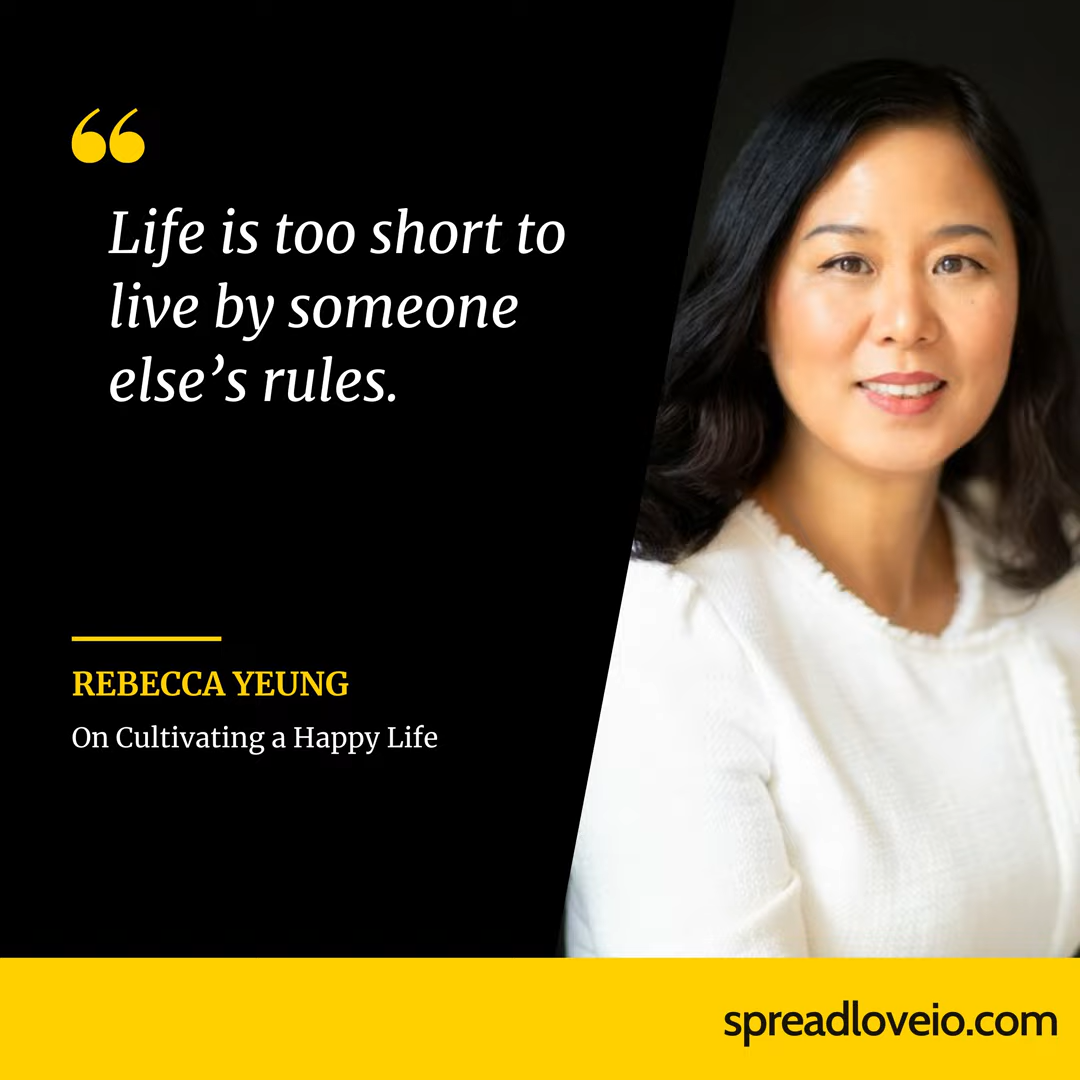 “
Life is too short to
live by someone
else’s rules.
REBECCA YEUNG
On Cultivating a Happy Life
spreadloveio.com